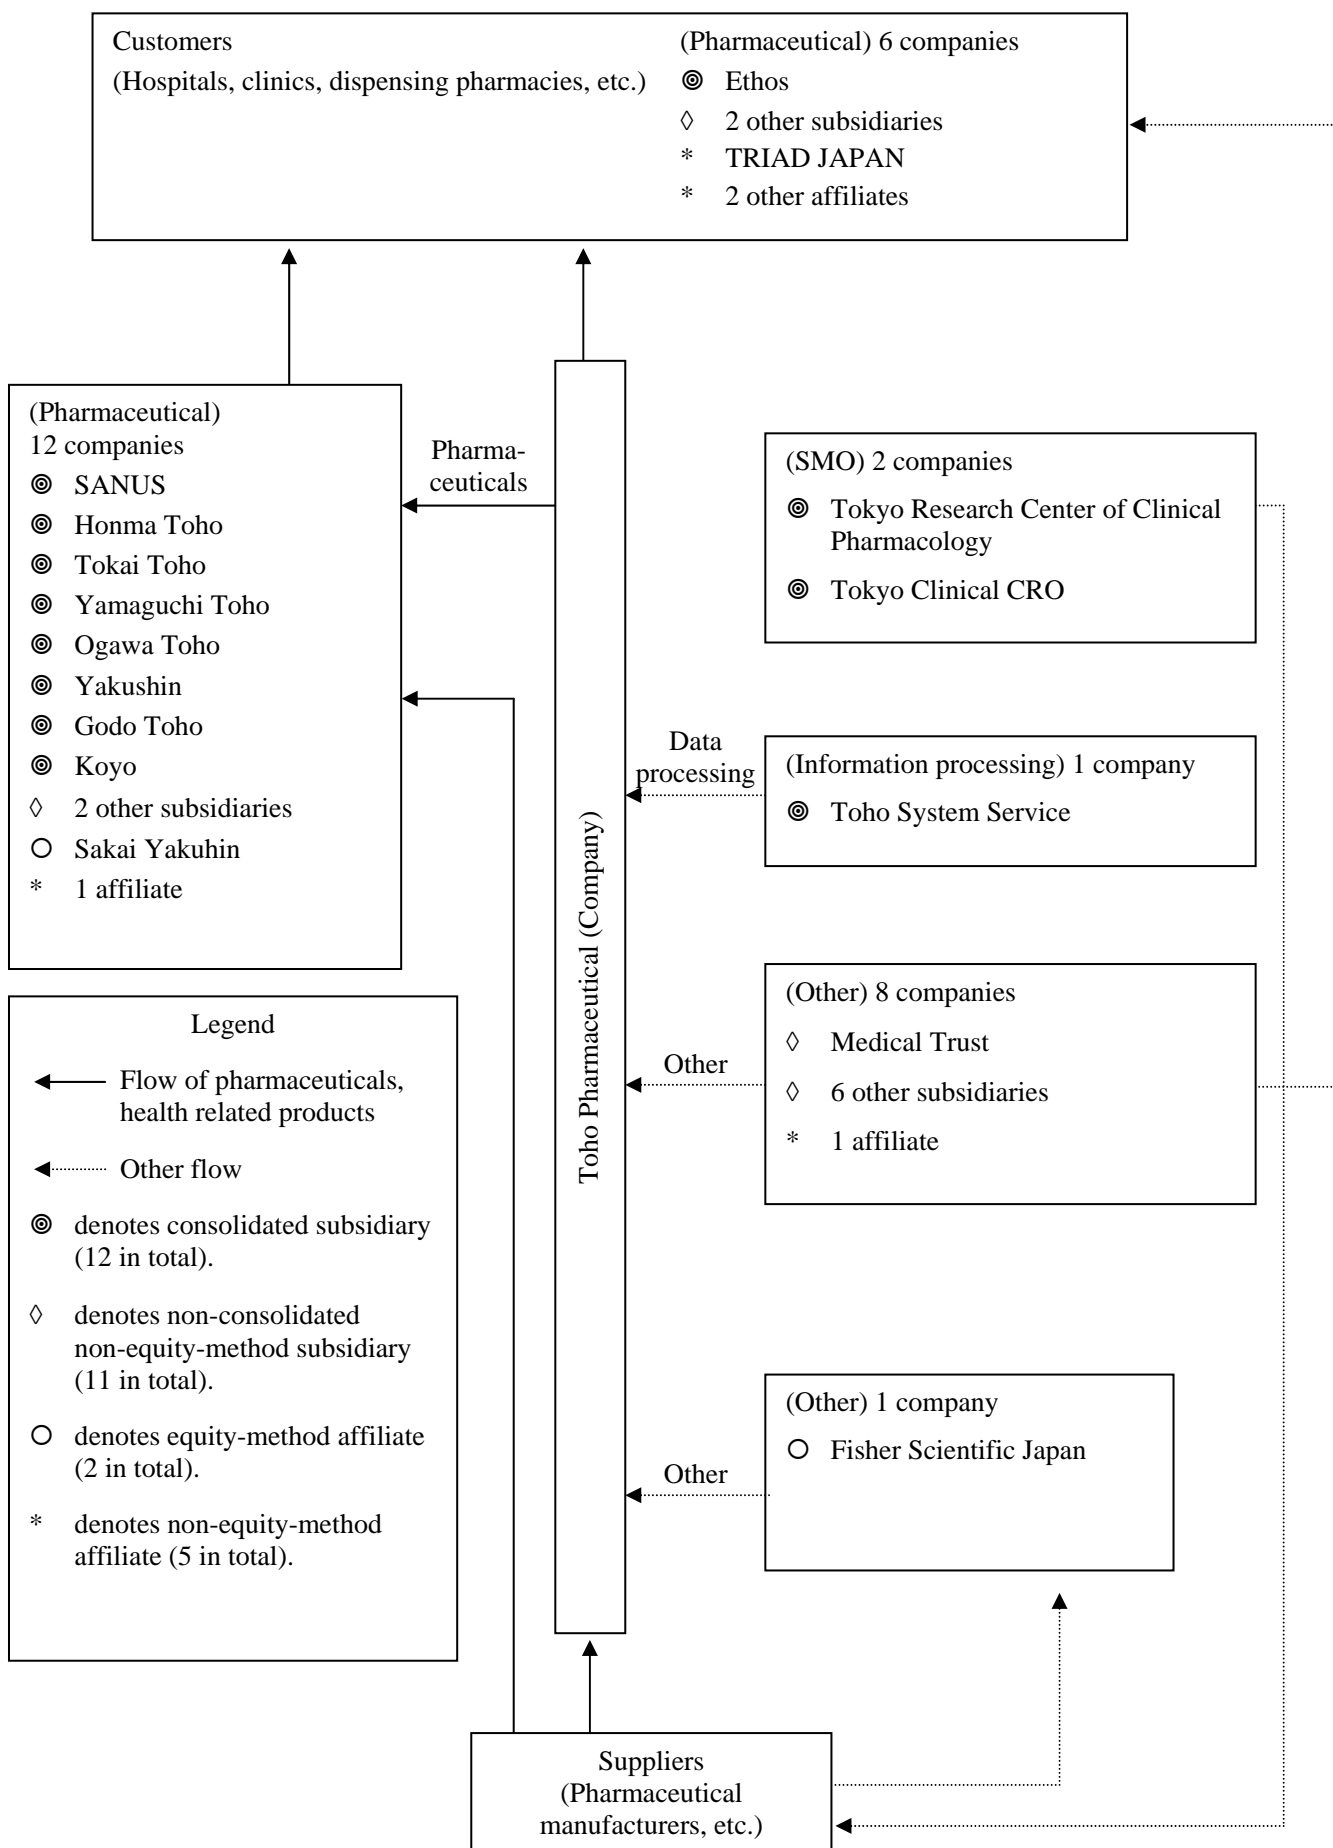 Customers
(Hospitals, clinics, dispensing pharmacies, etc.)
(Pharmaceutical) 6 companies
◎ Ethos
◊ 2 other subsidiaries
* TRIAD JAPAN
* 2 other affiliates
(Pharmaceutical)
12 companies
◎ SANUS
◎ Honma Toho
◎ Tokai Toho
◎ Yamaguchi Toho
◎ Ogawa Toho
◎ Yakushin
◎ Godo Toho
◎ Koyo
◊ 2 other subsidiaries
○ Sakai Yakuhin
* 1 affiliate
Pharma-
ceuticals
Toho Pharmaceutical (Company)
(SMO) 2 companies
◎ Tokyo Research Center of Clinical
Pharmacology
◎ Tokyo Clinical CRO
Data
processing
(Information processing) 1 company
◎ Toho System Service
Other
(Other) 8 companies
◊ Medical Trust
◊ 6 other subsidiaries
* 1 affiliate
Other
(Other) 1 company
○ Fisher Scientific Japan
Legend
Flow of pharmaceuticals,
health related products
Other flow
◎ denotes consolidated subsidiary
(12 in total).
◊ denotes non-consolidated
non-equity-method subsidiary
(11 in total).
○ denotes equity-method affiliate
(2 in total).
* denotes non-equity-method
affiliate (5 in total).
Suppliers
(Pharmaceutical
manufacturers, etc.)